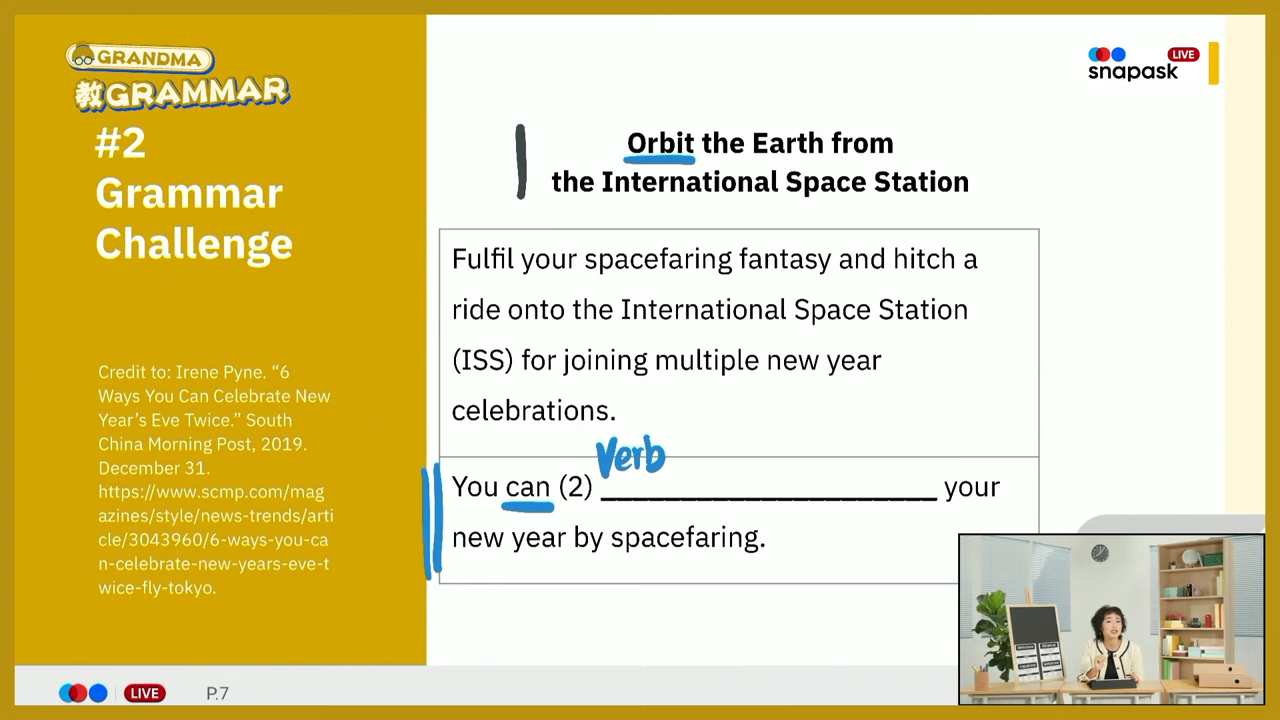 GRANDMA
教GRAMMAR
#2
Grammar
Challenge
Credit to: Irene Pyne. “6
Ways You Can Celebrate New
Year’s Eve Twice.” South
China Morning Post, 2019.
December 31.
https://www.scmp.com/mag
azines/style/news-trends/arti
cle/3043960/6-ways-you-ca
n-celebrate-new-years-eve-t
wice-fly-tokyo.
LIVE
snapask
Orbit the Earth from
the International Space Station
Fulfil your spacefaring fantasy and hitch a
ride onto the International Space Station
(ISS) for joining multiple new year
celebrations.
Verb
You can (2) ______________________ your
new year by spacefaring.
LIVE
P.7